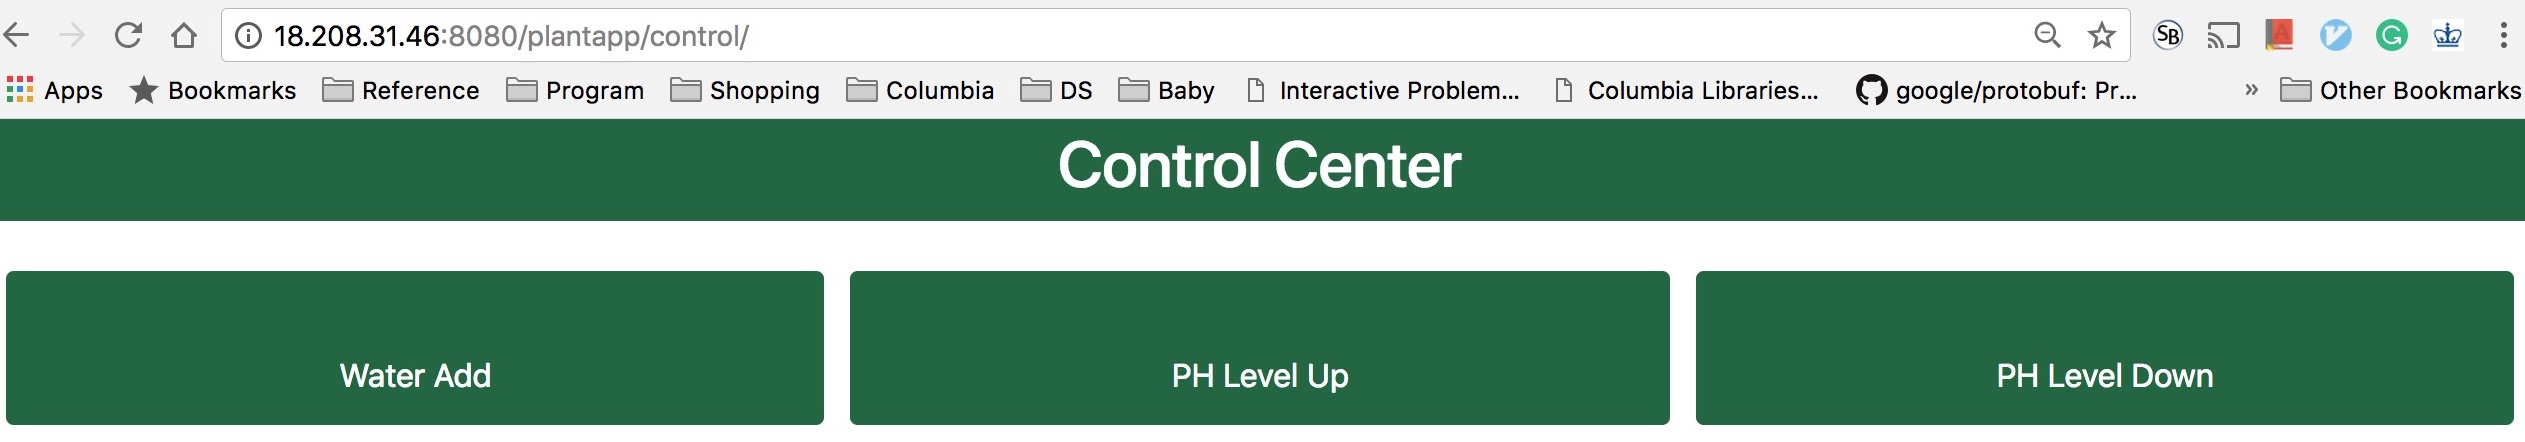 18.208.31.46:8080/plantapp/control/
SB
Apps Bookmarks Reference Program Shopping Columbia DS Baby Interactive Problem... Columbia Libraries... google/protobuf: Pr... » Other Bookmarks
Control Center
Water Add
PH Level Up
PH Level Down